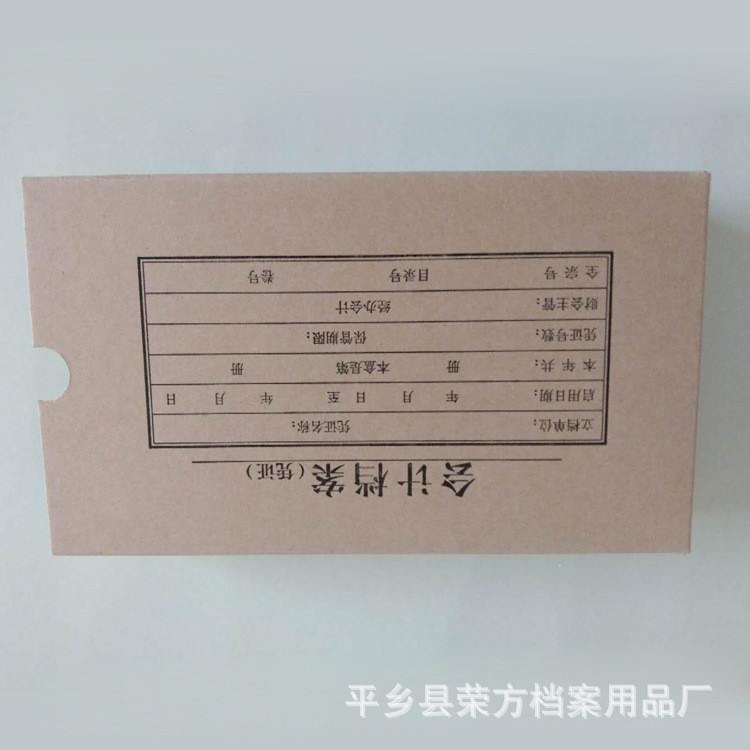 会计档案（凭证）
立档单位： 凭证名称：
启用日期： 年 月 日 至 年 月 日
本年共： 册 本盒是第 册
凭证号数： 保管期限：
财会主管： 经办会计
全宗号 目录号 卷号
平乡县荣方档案用品厂